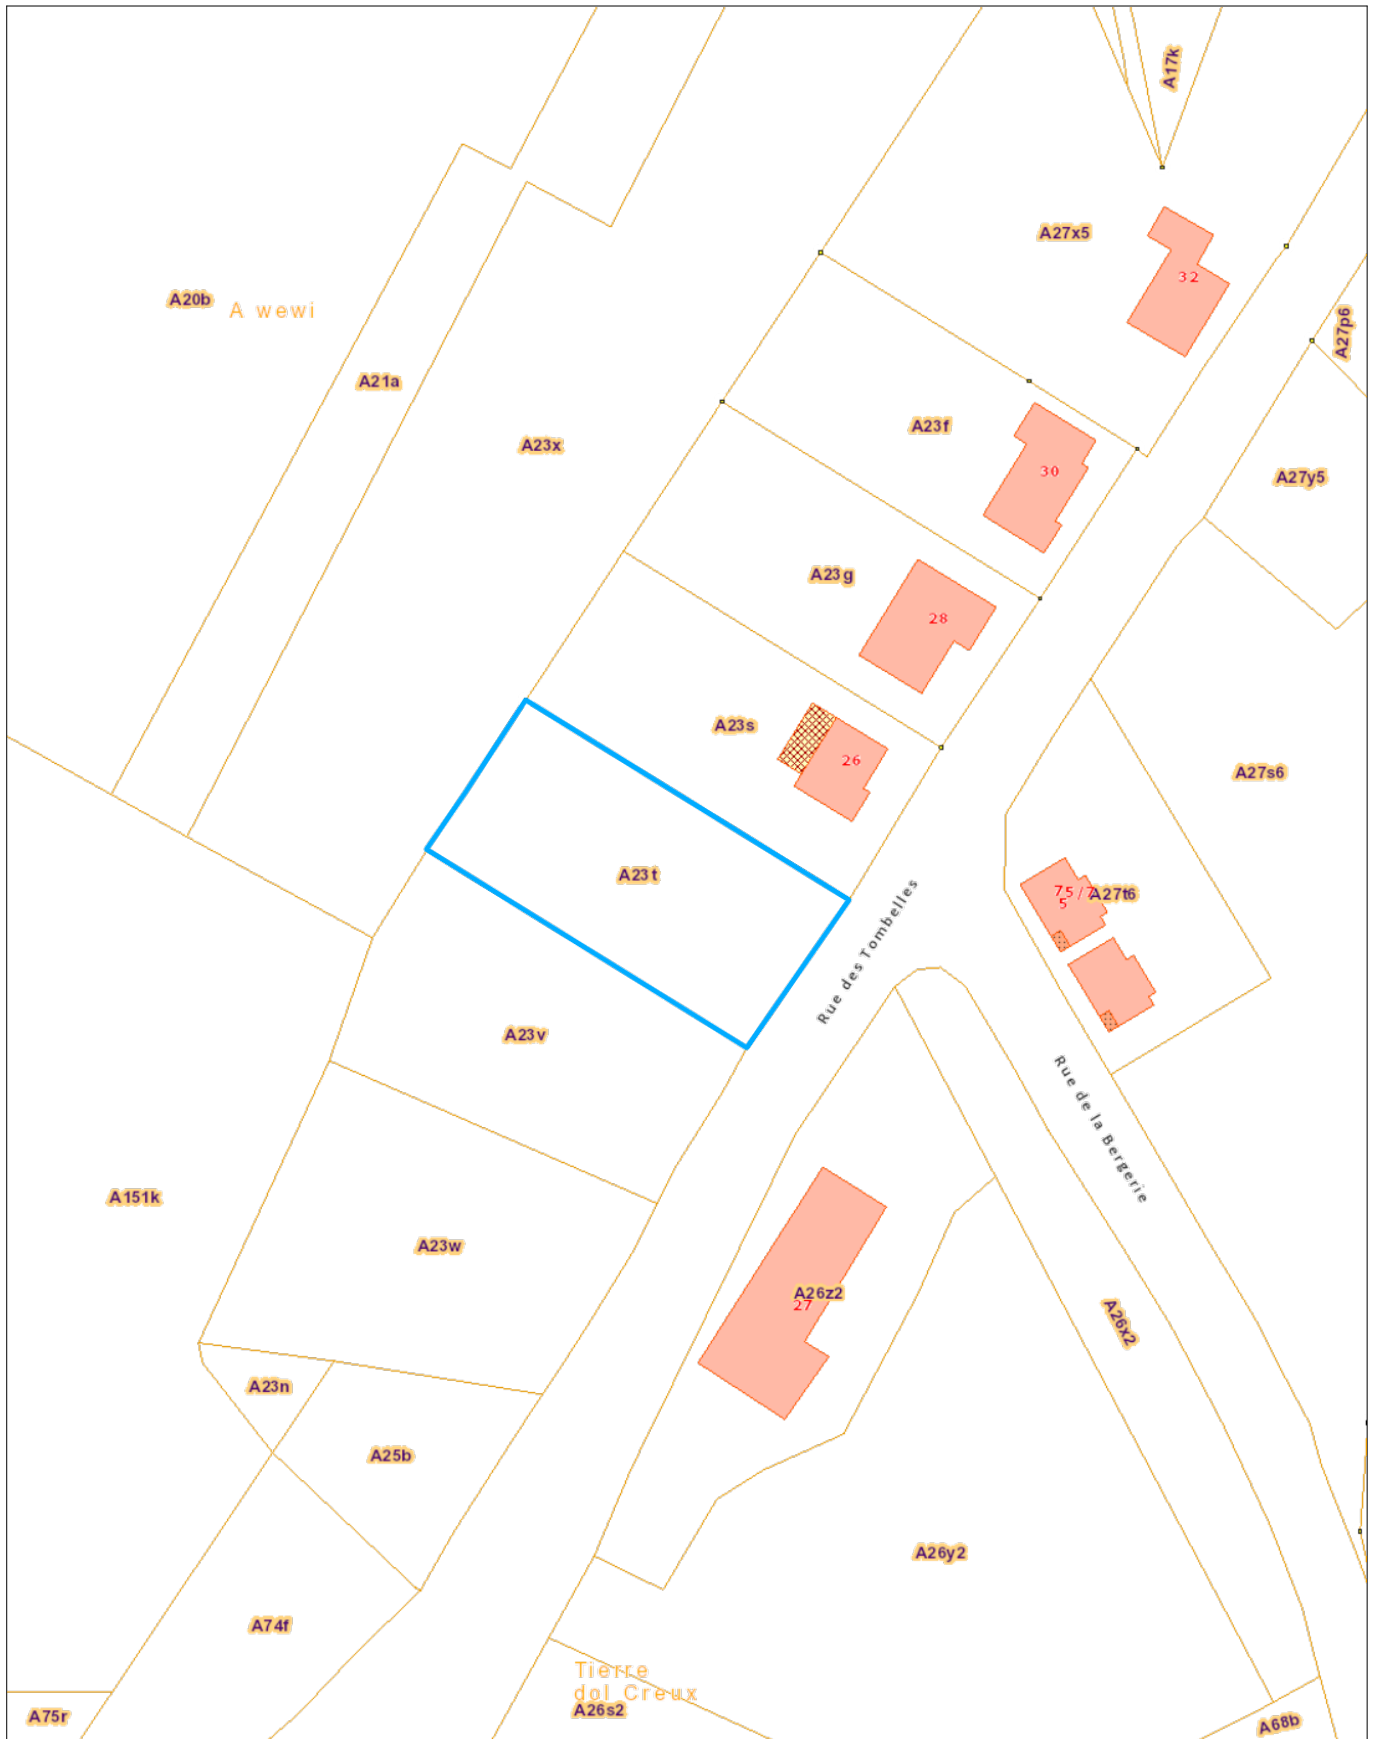 A17k
A27x5
32
A20b
A wewi
A27p6
A21a
A23f
A23x
30
A27y5
A23g
28
A23s
26
A27s6
A23t
75 / 7
5
A27t6
Rue des Tombelles
A23v
Rue de la Bergerie
A151k
A23w
A26z2
27
A26x2
A23n
A25b
A26y2
A74f
Tierre
dol Creux
A26s2
A75r
A68b